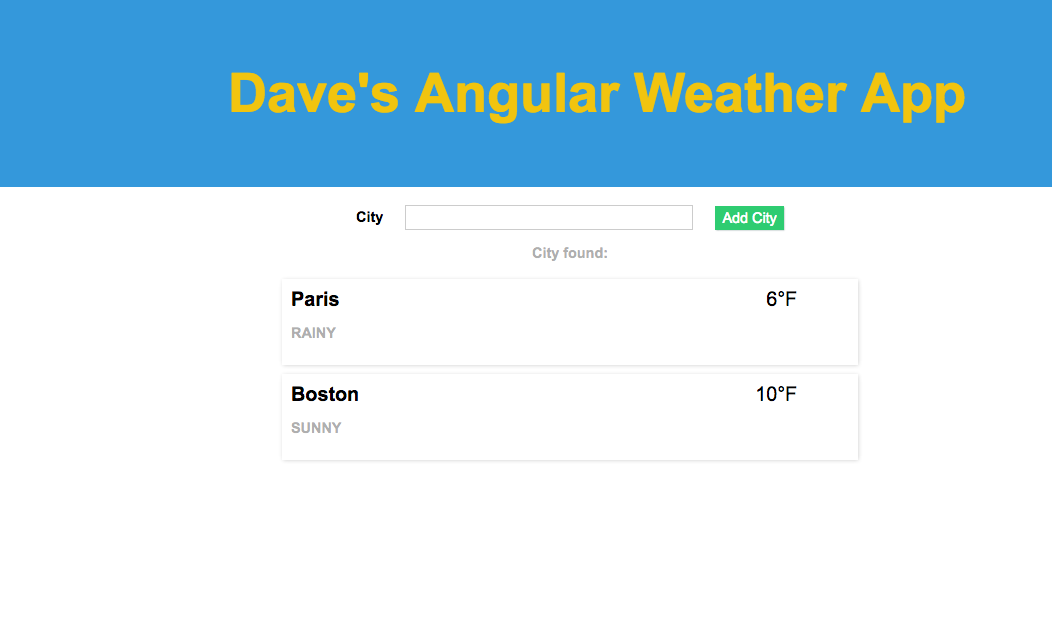 Dave's Angular Weather App
City Add City
City found:
Paris 6°F
RAINY
Boston 10°F
SUNNY